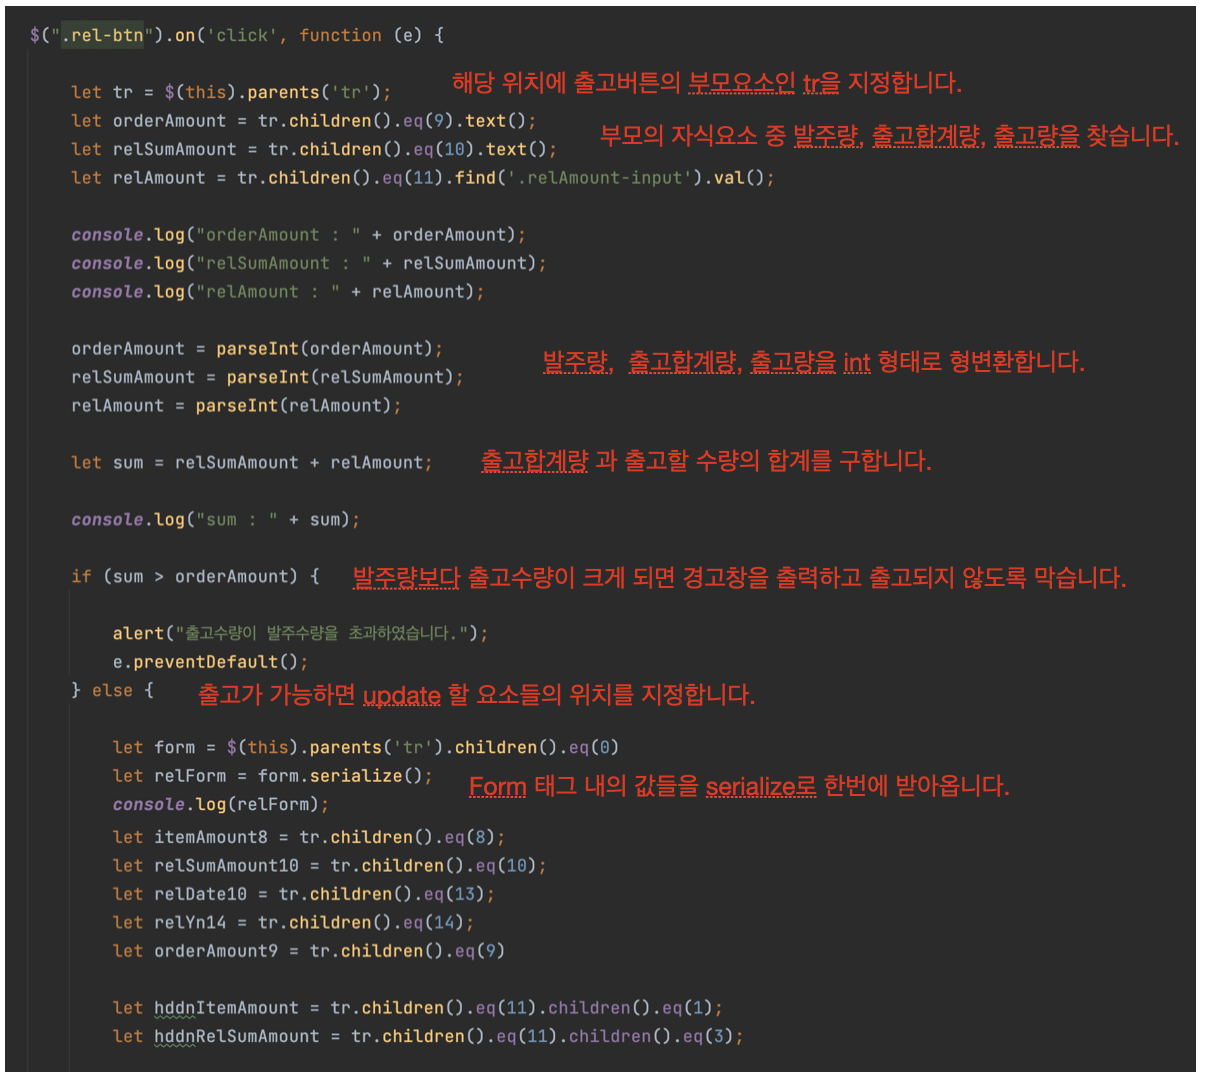 $(".rel-btn").on('click', function (e) {
let tr = $(this).parents('tr');
해당 위치에 출고버튼의 부모요소인 tr을 지정합니다.
let orderAmount = tr.children().eq(9).text();
부모의 자식요소 중 발주량, 출고합계량, 출고량을 찾습니다.
let relSumAmount = tr.children().eq(10).text();
let relAmount = tr.children().eq(11).find('.relAmount-input').val();
console.log("orderAmount : " + orderAmount);
console.log("relSumAmount : " + relSumAmount);
console.log("relAmount : " + relAmount);
orderAmount = parseInt(orderAmount);
발주량, 출고합계량, 출고량을 int 형태로 형변환합니다.
relSumAmount = parseInt(relSumAmount);
relAmount = parseInt(relAmount);
let sum = relSumAmount + relAmount;
출고합계량 과 출고할 수량의 합계를 구합니다.
console.log("sum : " + sum);
if (sum > orderAmount) {
발주량보다 출고수량이 크게 되면 경고창을 출력하고 출고되지 않도록 막습니다.
alert("출고수량이 발주수량을 초과하였습니다.");
e.preventDefault();
} else {
출고가 가능하면 update 할 요소들의 위치를 지정합니다.
let form = $(this).parents('tr').children().eq(0)
let relForm = form.serialize();
Form 태그 내의 값들을 serialize로 한번에 받아옵니다.
console.log(relForm);
let itemAmount8 = tr.children().eq(8);
let relSumAmount10 = tr.children().eq(10);
let relDate10 = tr.children().eq(13);
let relYn14 = tr.children().eq(14);
let orderAmount9 = tr.children().eq(9)
let hddnItemAmount = tr.children().eq(11).children().eq(1);
let hddnRelSumAmount = tr.children().eq(11).children().eq(3);